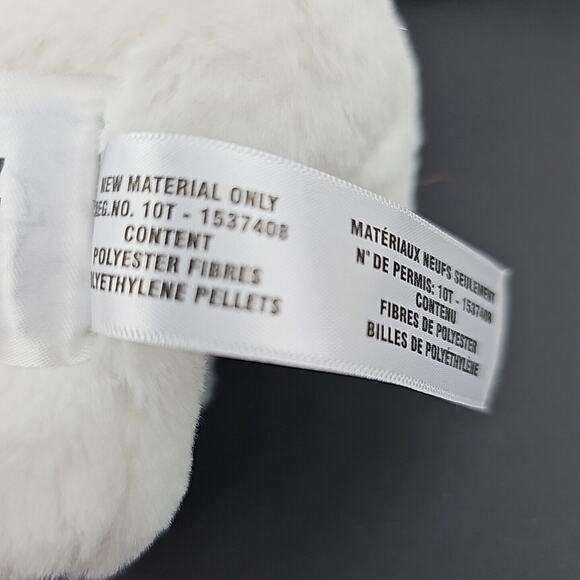 NEW MATERIAL ONLY
REG.NO. 10T - 1537408
CONTENT
POLYESTER FIBRES
LYETHYLENE PELLETS
MATÉRIAUX NEUFS SEULEMENT
N° DE PERMIS: 10T - 1537408
CONTENU
FIBRES DE POLYESTER
BILLES DE POLYÉTHYLÈNE